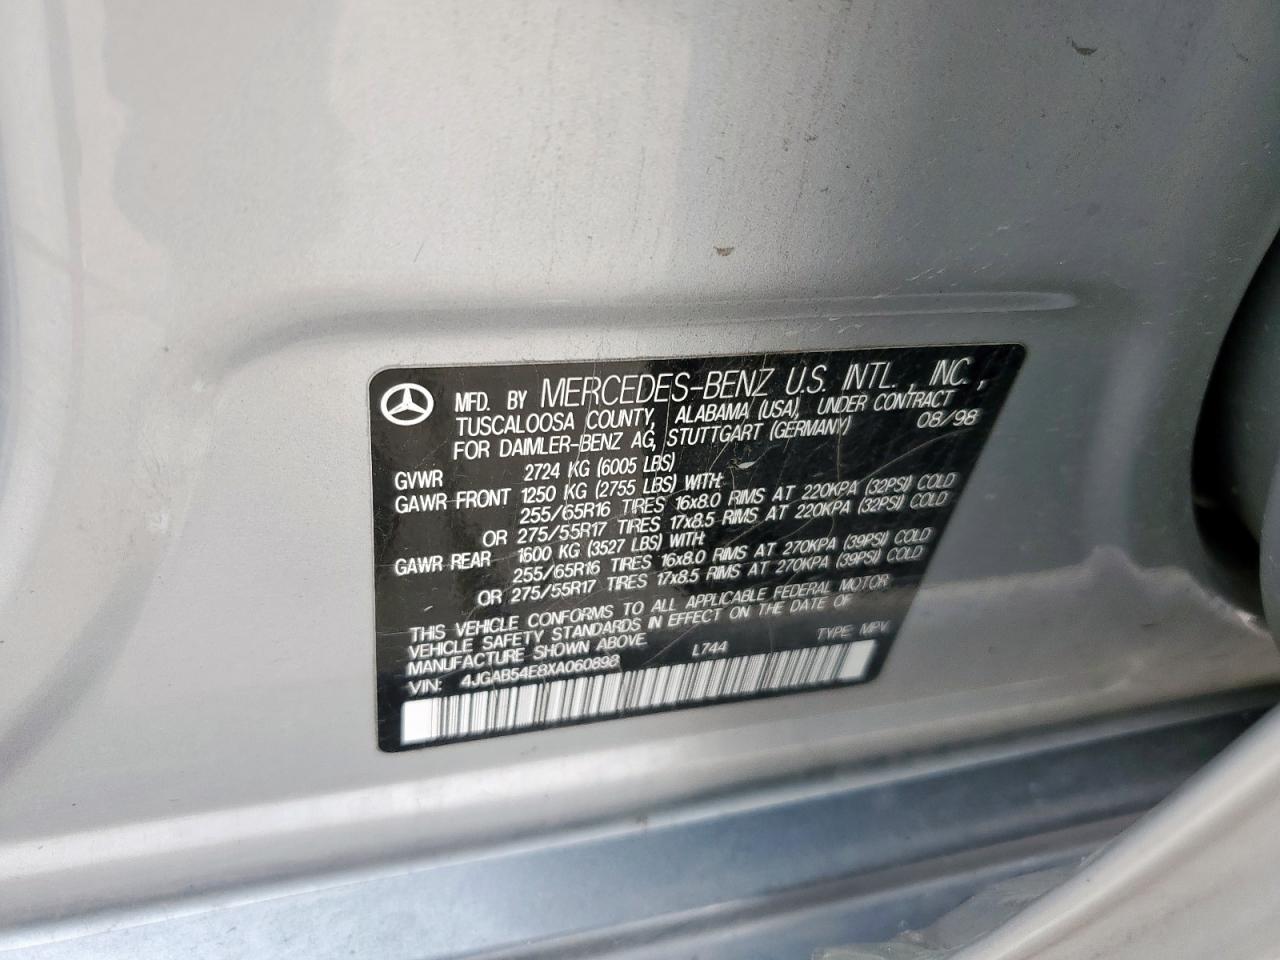 MFD. BY MERCEDES-BENZ U.S. INTL., INC.,
TUSCALOOSA COUNTY, ALABAMA (USA), UNDER CONTRACT
FOR DAIMLER-BENZ AG, STUTTGART (GERMANY) 08/98
GVWR 2724 KG (6005 LBS)
GAWR FRONT 1250 KG (2755 LBS) WITH:
255/65R16 TIRES 16x8.0 RIMS AT 220KPA (32PSI) COLD
OR 275/55R17 TIRES 17x8.5 RIMS AT 220KPA (32PSI) COLD
GAWR REAR 1600 KG (3527 LBS) WITH:
255/65R16 TIRES 16x8.0 RIMS AT 270KPA (39PSI) COLD
OR 275/55R17 TIRES 17x8.5 RIMS AT 270KPA (39PSI) COLD
THIS VEHICLE CONFORMS TO ALL APPLICABLE FEDERAL MOTOR
VEHICLE SAFETY STANDARDS IN EFFECT ON THE DATE OF
MANUFACTURE SHOWN ABOVE.
VIN: 4JGAB54E8XA060898 L744 TYPE: MPV